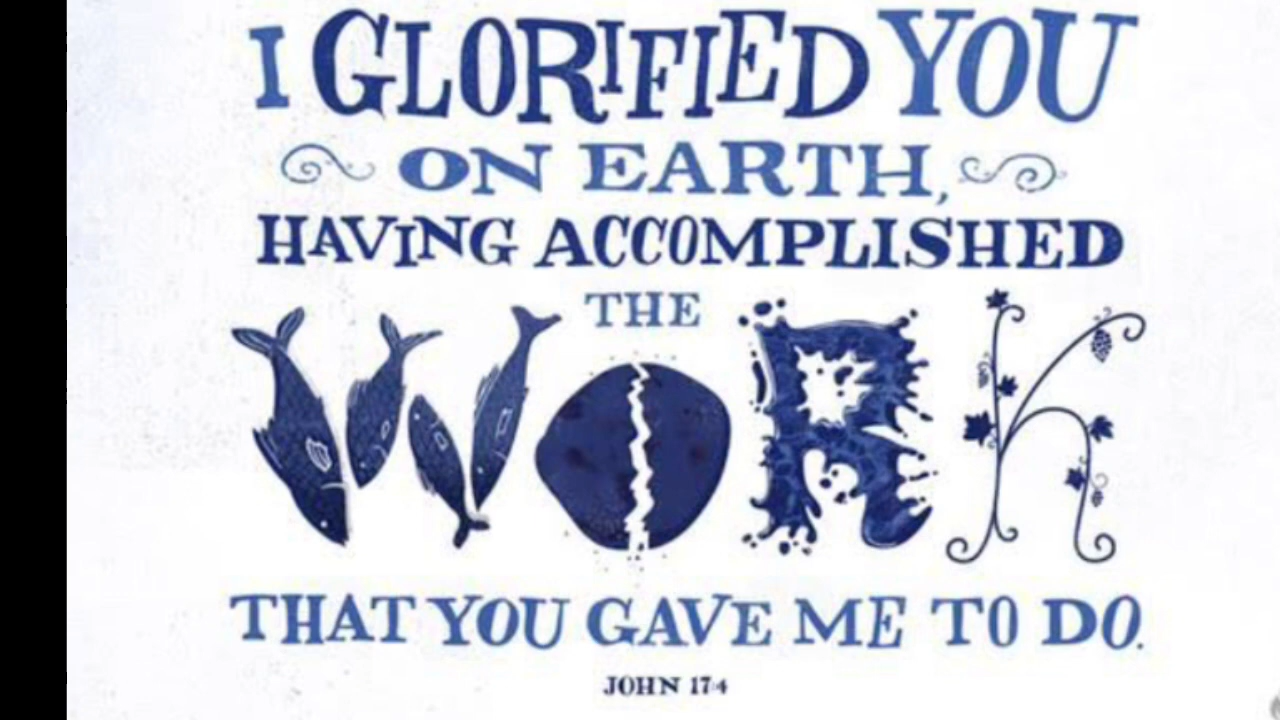 I GLORIFIED YOU
ON EARTH,
HAVING ACCOMPLISHED
THE
WORK
THAT YOU GAVE ME TO DO.
JOHN 17:4